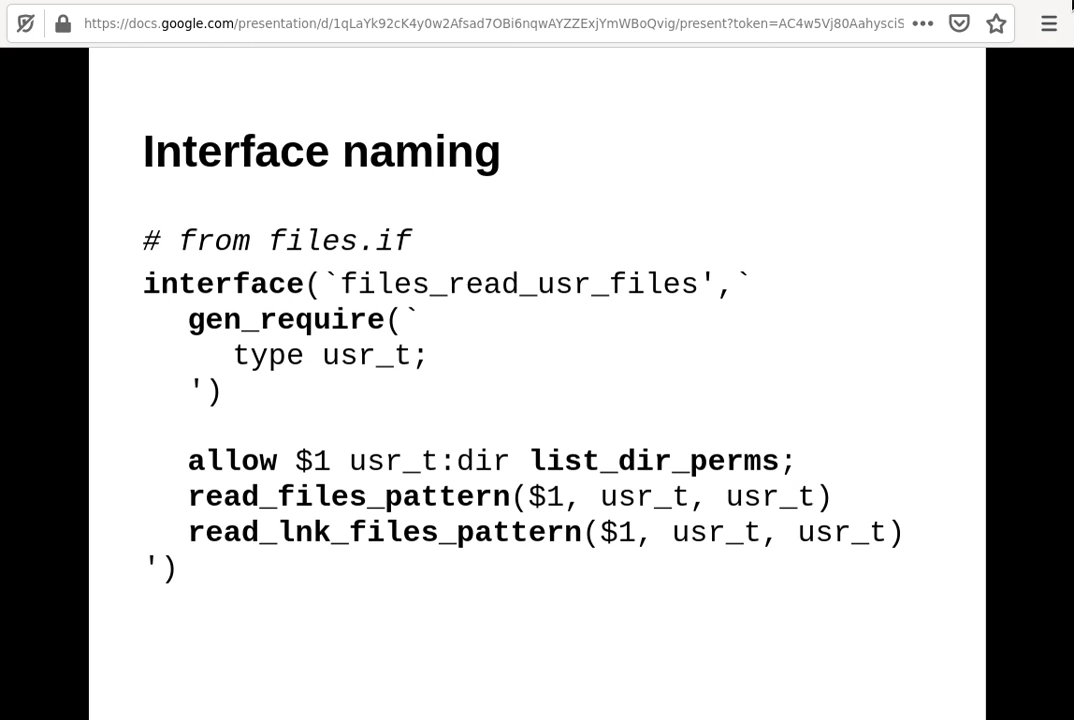 https://docs.google.com/presentation/d/1qLaYk92cK4y0w2Afsad7OBi6nqwAYZZExjYmWBoQvig/present?token=AC4w5Vj80AahysciS
Interface naming
# from files.if
interface(`files_read_usr_files',`
gen_require(`
type usr_t;
')
allow $1 usr_t:dir list_dir_perms;
read_files_pattern($1, usr_t, usr_t)
read_lnk_files_pattern($1, usr_t, usr_t)
')